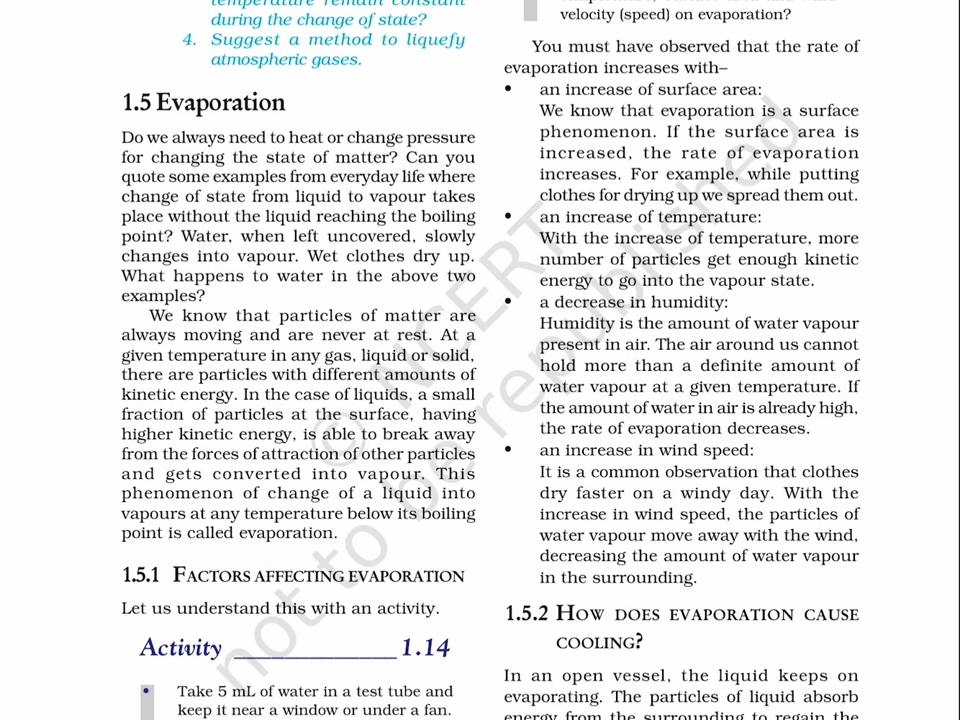 temperature remain constant
during the change of state?
4. Suggest a method to liquefy
atmospheric gases.
1.5 Evaporation
Do we always need to heat or change pressure
for changing the state of matter? Can you
quote some examples from everyday life where
change of state from liquid to vapour takes
place without the liquid reaching the boiling
point? Water, when left uncovered, slowly
changes into vapour. Wet clothes dry up.
What happens to water in the above two
examples?
We know that particles of matter are
always moving and are never at rest. At a
given temperature in any gas, liquid or solid,
there are particles with different amounts of
kinetic energy. In the case of liquids, a small
fraction of particles at the surface, having
higher kinetic energy, is able to break away
from the forces of attraction of other particles
and gets converted into vapour. This
phenomenon of change of a liquid into
vapours at any temperature below its boiling
point is called evaporation.
1.5.1 FACTORS AFFECTING EVAPORATION
Let us understand this with an activity.
Activity ______________ 1.14
• Take 5 mL of water in a test tube and
keep it near a window or under a fan.
velocity (speed) on evaporation?
You must have observed that the rate of
evaporation increases with–
• an increase of surface area:
We know that evaporation is a surface
phenomenon. If the surface area is
increased, the rate of evaporation
increases. For example, while putting
clothes for drying up we spread them out.
• an increase of temperature:
With the increase of temperature, more
number of particles get enough kinetic
energy to go into the vapour state.
• a decrease in humidity:
Humidity is the amount of water vapour
present in air. The air around us cannot
hold more than a definite amount of
water vapour at a given temperature. If
the amount of water in air is already high,
the rate of evaporation decreases.
• an increase in wind speed:
It is a common observation that clothes
dry faster on a windy day. With the
increase in wind speed, the particles of
water vapour move away with the wind,
decreasing the amount of water vapour
in the surrounding.
1.5.2 HOW DOES EVAPORATION CAUSE
COOLING?
In an open vessel, the liquid keeps on
evaporating. The particles of liquid absorb
energy from the surrounding to regain the
© NCERT
not to be republished